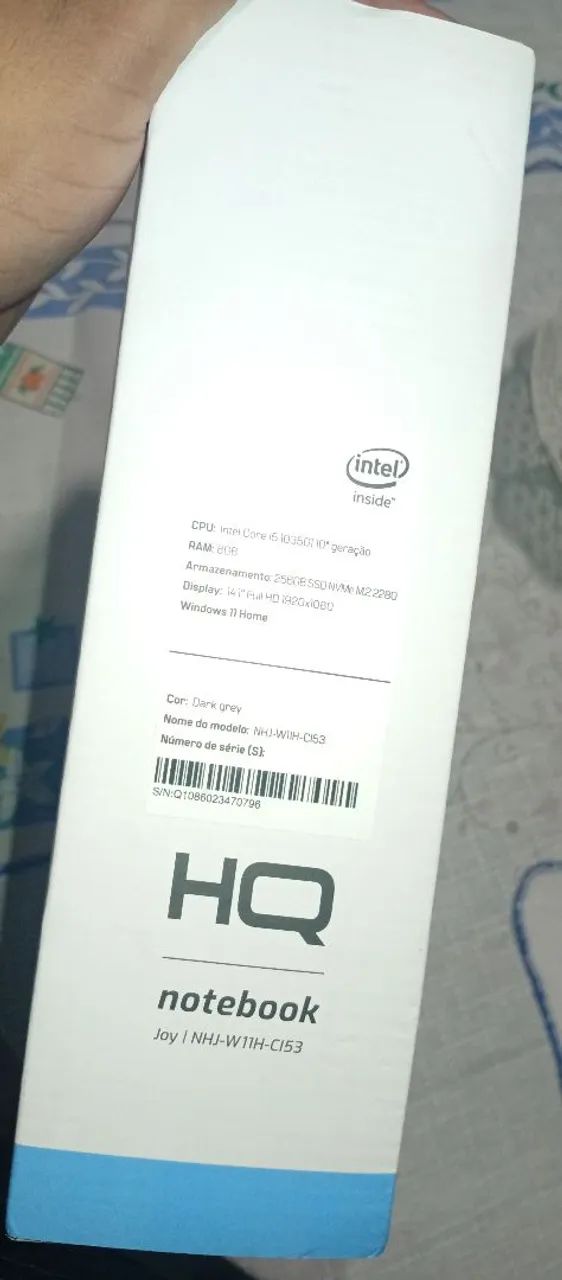 intel
inside™
CPU: Intel Core i5 10ª geração
RAM: 8GB
Armazenamento: 256GB SSD NVMe M.2 2280
Display: 14.1" Full HD 1920x1080
Windows 11 Home
Cor: Dark grey
Nome do modelo: NHJ-W11H-CI53
Número de série (S):
S/N:Q1086023470796
HQ
notebook
Joy | NHJ-W11H-CI53